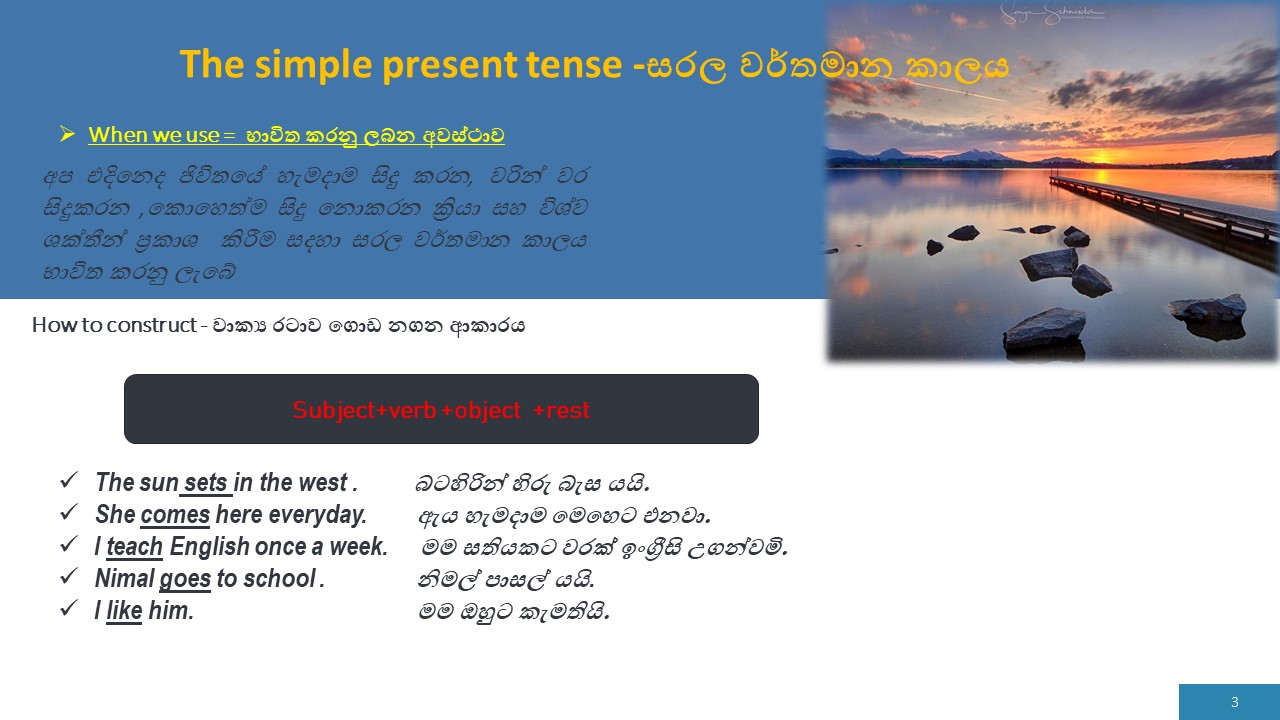 Sonja Schneider
The simple present tense -සරල වර්තමාන කාලය
When we use = භාවිත කරනු ලබන අවස්ථාව
අප එදිනෙද ජිවිතයේ හැමදාම සිදු කරන, වරින් වර
සිදුකරන ,කොහෙත්ම සිදු නොකරන ක්‍රියා සහ විශ්ව
ශක්තීන් ප්‍රකාශ කිරීම සදහා සරල වර්තමාන කාලය
භාවිත කරනු ලැබේ
How to construct - වාක්‍ය රටාව ගොඩ නගන ආකාරය
Subject+verb +object +rest
The sun sets in the west . බටහිරින් හිරු බැස යයි.
She comes here everyday. ඇය හැමදාම මෙහෙට එනවා.
I teach English once a week. මම සතියකට වරක් ඉංග්‍රීසි උගන්වමි.
Nimal goes to school . නිමල් පාසල් යයි.
I like him. මම ඔහුට කැමතියි.
3